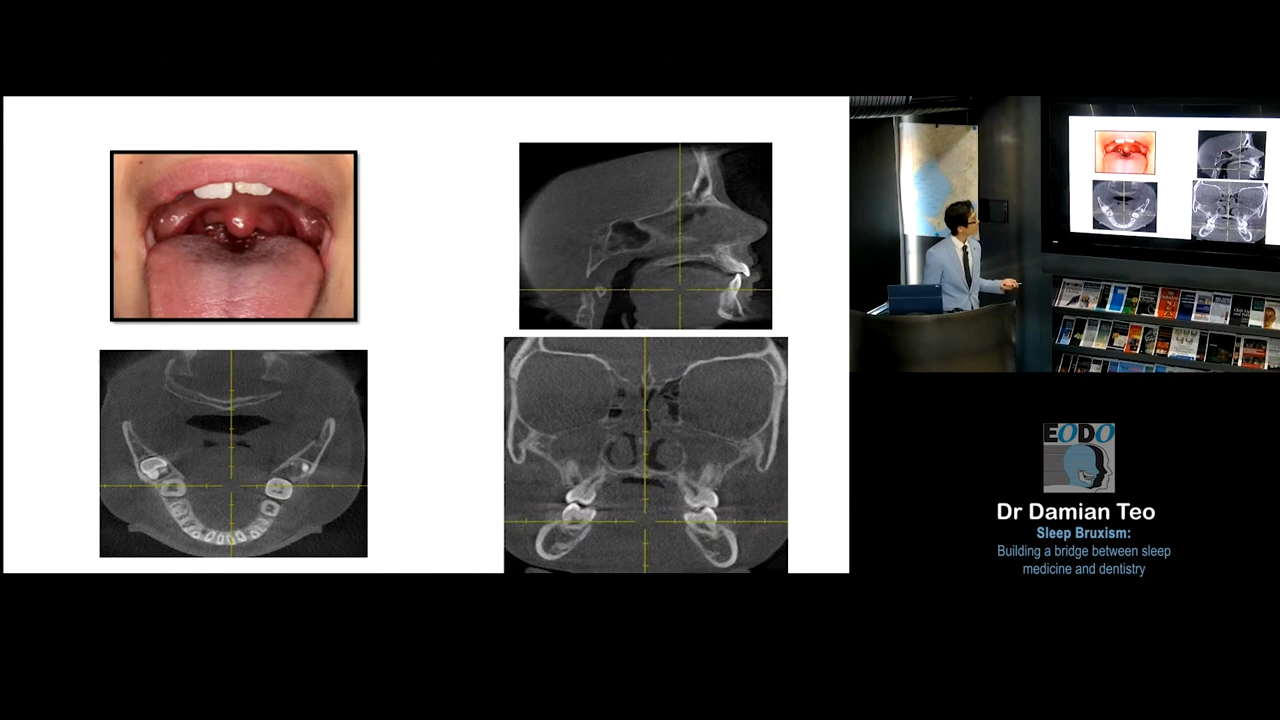 EODO
Dr Damian Teo
Sleep Bruxism:
Building a bridge between sleep
medicine and dentistry